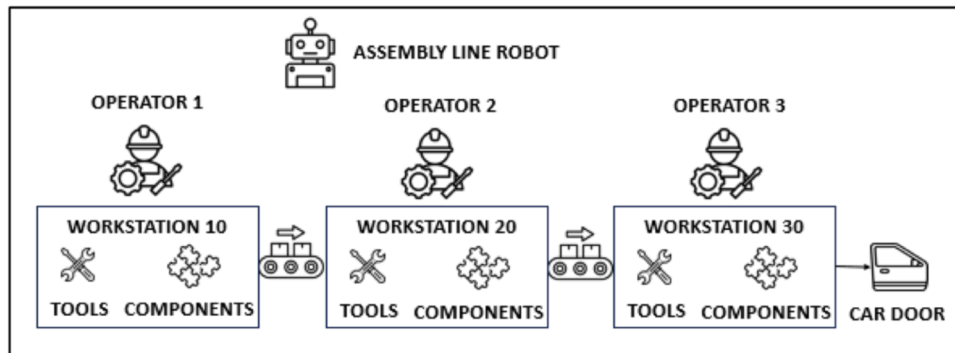 ASSEMBLY LINE ROBOT
OPERATOR 1
OPERATOR 2
OPERATOR 3
WORKSTATION 10
WORKSTATION 20
WORKSTATION 30
TOOLS
COMPONENTS
TOOLS
COMPONENTS
TOOLS
COMPONENTS
CAR DOOR